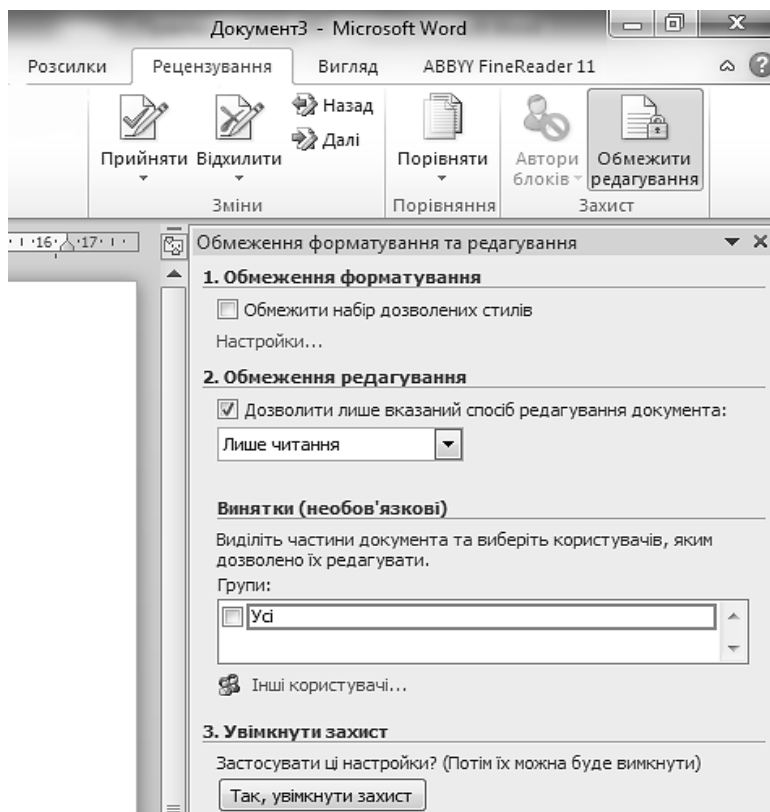 Документ3 - Microsoft Word
Розсилки Рецензування Вигляд ABBYY FineReader 11
Прийняти Відхилити Назад Далі Порівняти Автори блоків Обмежити редагування
Зміни Порівняння Захист
16 17
Обмеження форматування та редагування
1. Обмеження форматування
Обмежити набір дозволених стилів
Настройки...
2. Обмеження редагування
Дозволити лише вказаний спосіб редагування документа:
Лише читання
Винятки (необов'язкові)
Виділіть частини документа та виберіть користувачів, яким
дозволено їх редагувати.
Групи:
Усі
Інші користувачі...
3. Увімкнути захист
Застосувати ці настройки? (Потім їх можна буде вимкнути)
Так, увімкнути захист